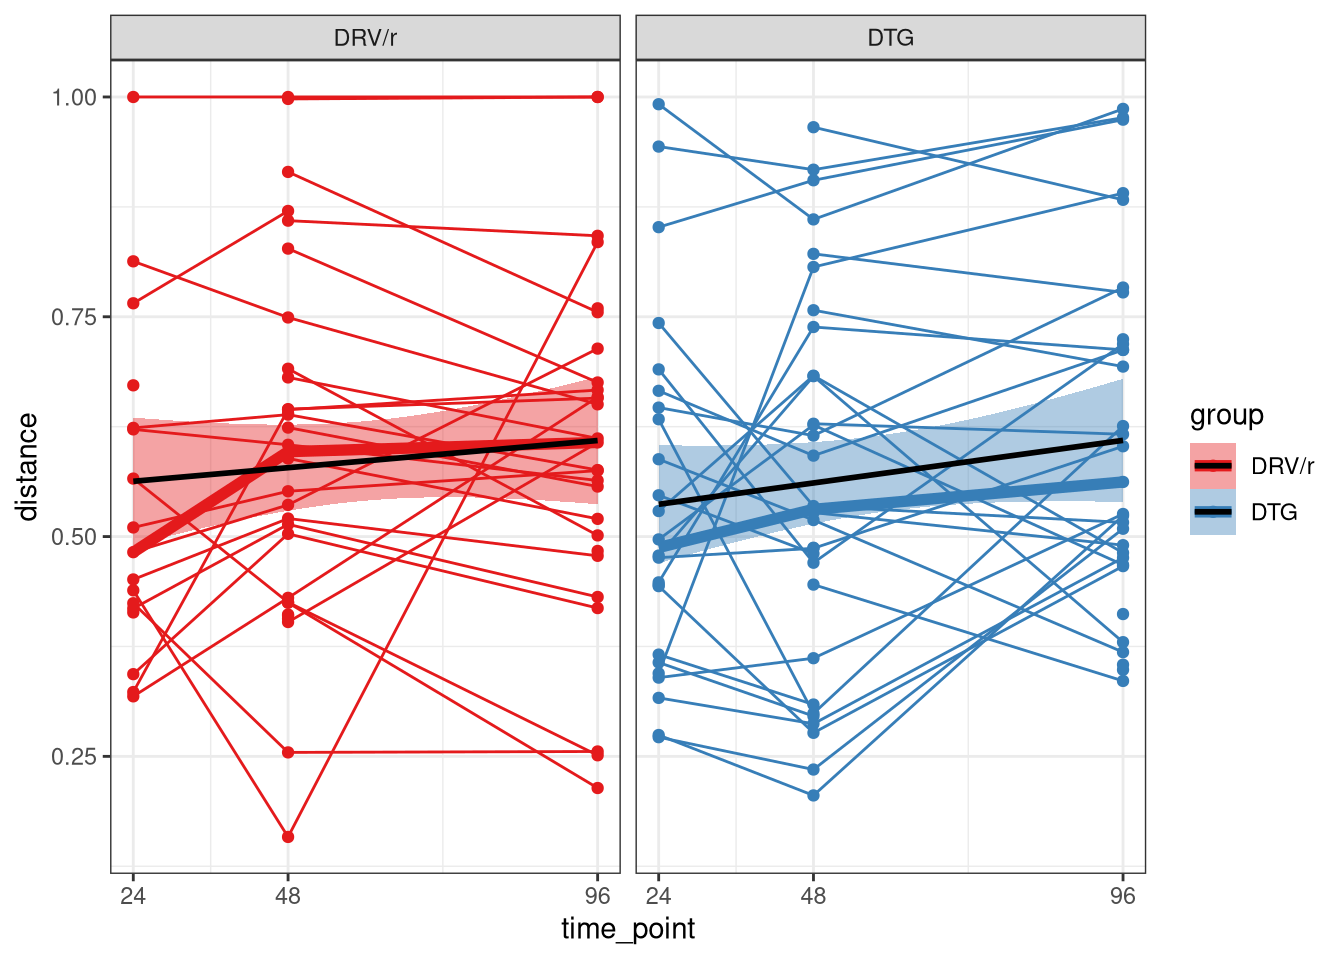 DRV/r
DTG
1.00
0.75
0.50
0.25
distance
24
48
96
24
48
96
time_point
group
DRV/r
DTG